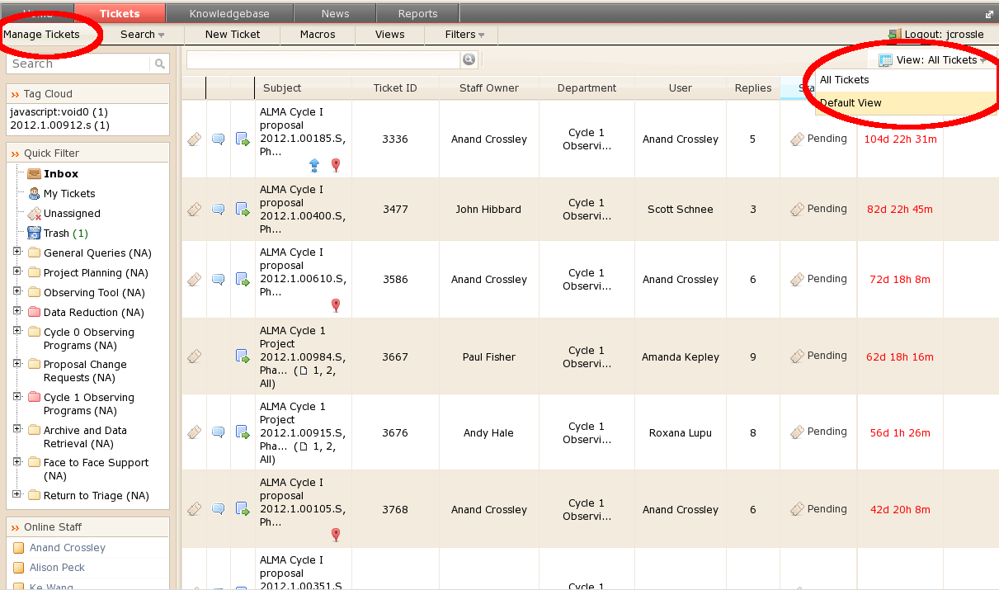 Home
Tickets
Knowledgebase
News
Reports
Manage Tickets
Search
New Ticket
Macros
Views
Filters
Logout: jcrossle
Search
View: All Tickets
All Tickets
Default View
Tag Cloud
javascript:void0 (1)
2012.1.00912.s (1)
Quick Filter
Inbox
My Tickets
Unassigned
Trash (1)
General Queries (NA)
Project Planning (NA)
Observing Tool (NA)
Data Reduction (NA)
Cycle 0 Observing
Programs (NA)
Proposal Change
Requests (NA)
Cycle 1 Observing
Programs (NA)
Archive and Data
Retrieval (NA)
Face to Face Support
(NA)
Return to Triage (NA)
Online Staff
Anand Crossley
Alison Peck
Ke Wang
Subject
Ticket ID
Staff Owner
Department
User
Replies
Sta
ALMA Cycle I
proposal
2012.1.00185.S,
Ph...
3336
Anand Crossley
Cycle 1
Observi...
Anand Crossley
5
Pending
104d 22h 31m
ALMA Cycle I
proposal
2012.1.00400.S,
Ph...
3477
John Hibbard
Cycle 1
Observi...
Scott Schnee
3
Pending
82d 22h 45m
ALMA Cycle I
proposal
2012.1.00610.S,
Ph...
3586
Anand Crossley
Cycle 1
Observi...
Anand Crossley
6
Pending
72d 18h 8m
ALMA Cycle 1
Project
2012.1.00984.S,
Pha... ( 1, 2,
All)
3667
Paul Fisher
Cycle 1
Observi...
Amanda Kepley
9
Pending
62d 18h 16m
ALMA Cycle 1
Project
2012.1.00915.S,
Pha... ( 1, 2,
All)
3676
Andy Hale
Cycle 1
Observi...
Roxana Lupu
8
Pending
56d 1h 26m
ALMA Cycle I
proposal
2012.1.00105.S,
Ph...
3768
Anand Crossley
Cycle 1
Observi...
Anand Crossley
6
Pending
42d 20h 8m
ALMA Cycle I
proposal
2012.1.00351.S,
Cycle 1